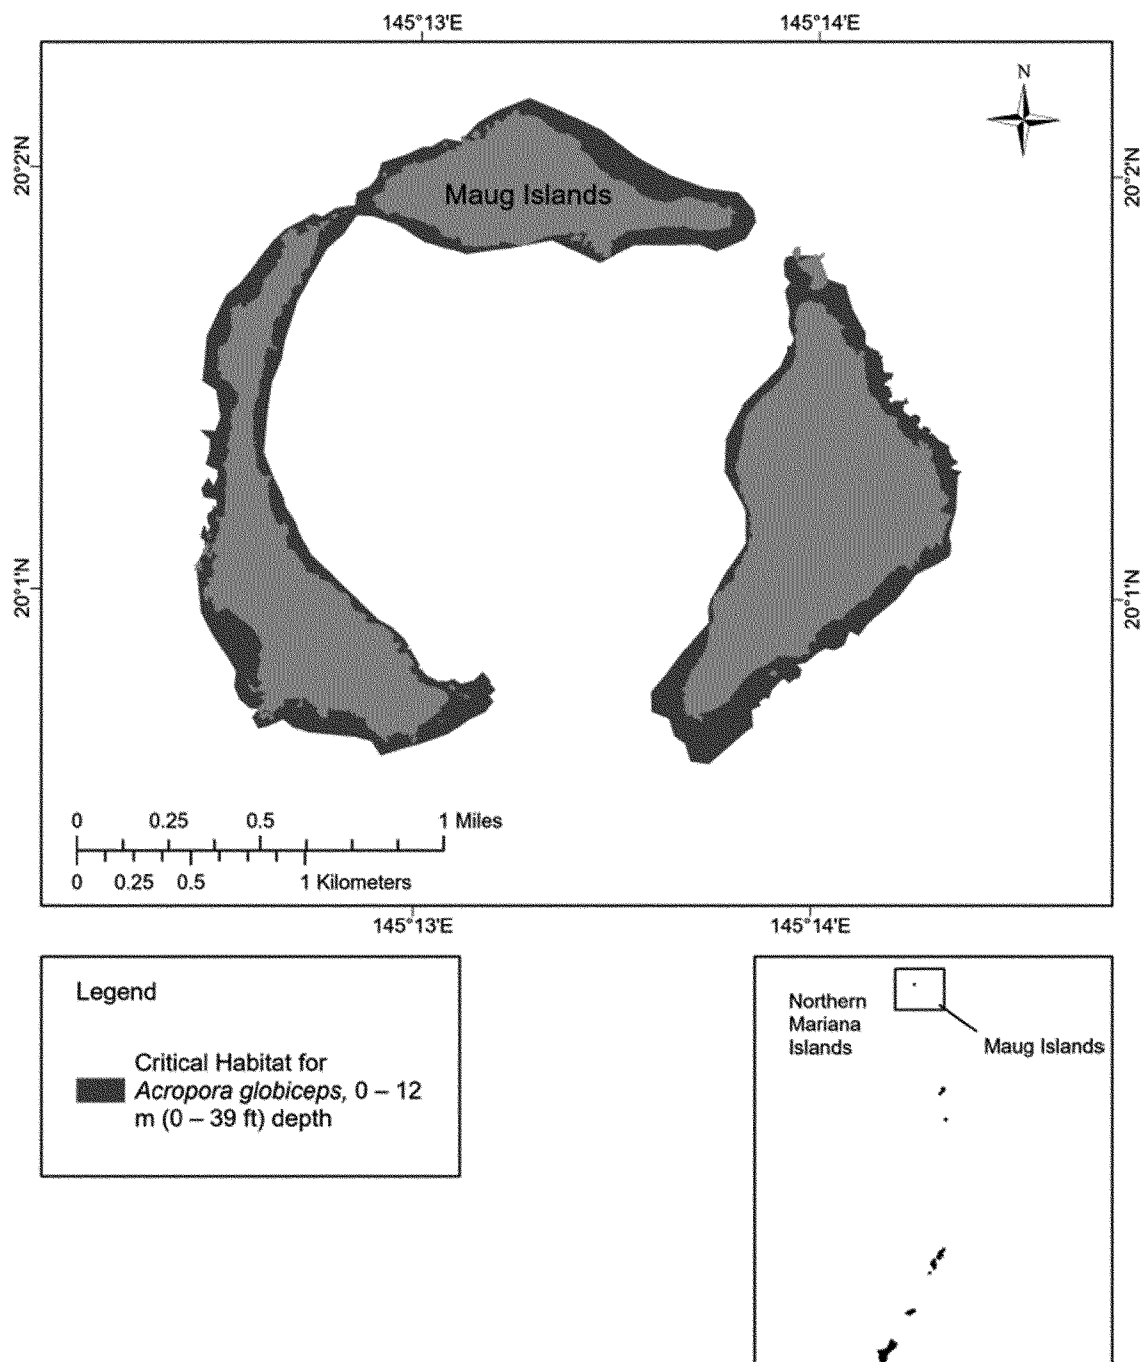 145°13'E
145°14'E
N
20°2'N
20°2'N
Maug Islands
20°1'N
20°1'N
0 0.25 0.5 1 Miles
0 0.25 0.5 1 Kilometers
145°13'E
145°14'E
Legend
Critical Habitat for
Acropora globiceps, 0 – 12
m (0 – 39 ft) depth
Northern
Mariana
Islands
Maug Islands